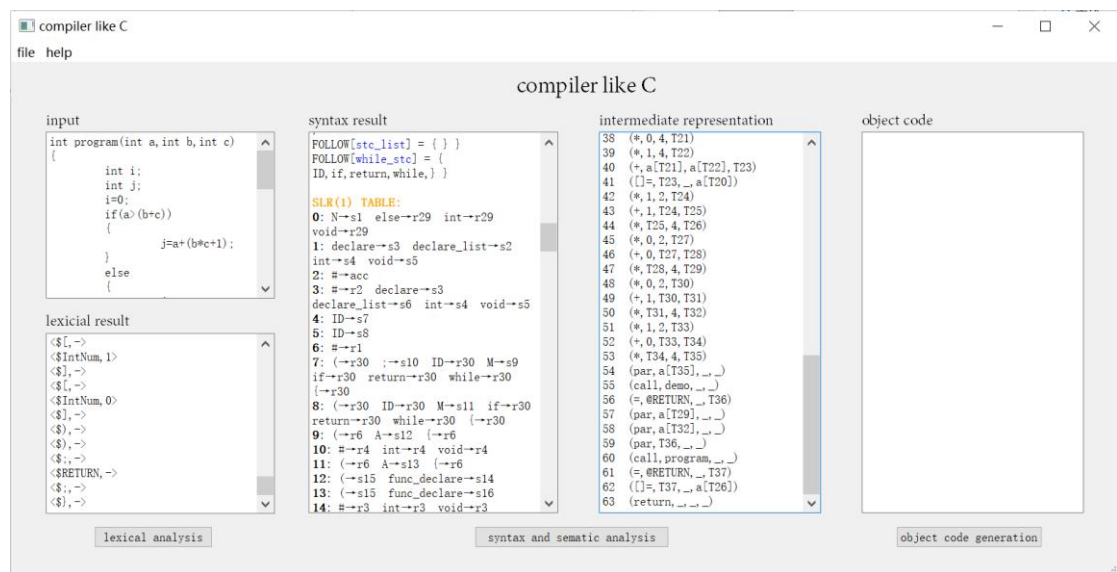 compiler like C
file help
compiler like C
input
int program(int a,int b,int c)
{
int i;
int j;
i=0;
if(a>(b+c))
{
j=a+(b*c+1);
}
else
{
lexicial result
<$[,->
<$IntNum,1>
<$],->
<$[,->
<$IntNum,0>
<$],->
<$),->
<$),->
<$;,->
<$RETURN,->
<$;,->
<$},->
lexical analysis
syntax result
FOLLOW[stc_list] = { } }
FOLLOW[while_stc] = {
ID,if,return,while,} }
SLR(1) TABLE:
0: N→s1 else→r29 int→r29
void→r29
1: declare→s3 declare_list→s2
int→s4 void→s5
2: #→acc
3: #→r2 declare→s3
declare_list→s6 int→s4 void→s5
4: ID→s7
5: ID→s8
6: #→r1
7: (→r30 ;→s10 ID→r30 M→s9
if→r30 return→r30 while→r30
{→r30
8: (→r30 ID→r30 M→s11 if→r30
return→r30 while→r30 {→r30
9: (→r6 A→s12 {→r6
10: #→r4 int→r4 void→r4
11: (→r6 A→s13 {→r6
12: (→s15 func_declare→s14
13: (→s15 func_declare→s16
14: #→r3 int→r3 void→r3
syntax and sematic analysis
intermediate representation
38 (*,0,4,T21)
39 (*,1,4,T22)
40 (+,a[T21],a[T22],T23)
41 ([]=,T23,_,a[T20])
42 (*,1,2,T24)
43 (+,1,T24,T25)
44 (*,T25,4,T26)
45 (*,0,2,T27)
46 (+,0,T27,T28)
47 (*,T28,4,T29)
48 (*,0,2,T30)
49 (+,1,T30,T31)
50 (*,T31,4,T32)
51 (*,1,2,T33)
52 (+,0,T33,T34)
53 (*,T34,4,T35)
54 (par,a[T35],_,_)
55 (call,demo,_,_)
56 (=,@RETURN,_,T36)
57 (par,a[T29],_,_)
58 (par,a[T32],_,_)
59 (par,T36,_,_)
60 (call,program,_,_)
61 (=,@RETURN,_,T37)
62 ([]=,T37,_,a[T26])
63 (return,_,_,_)
object code
object code generation